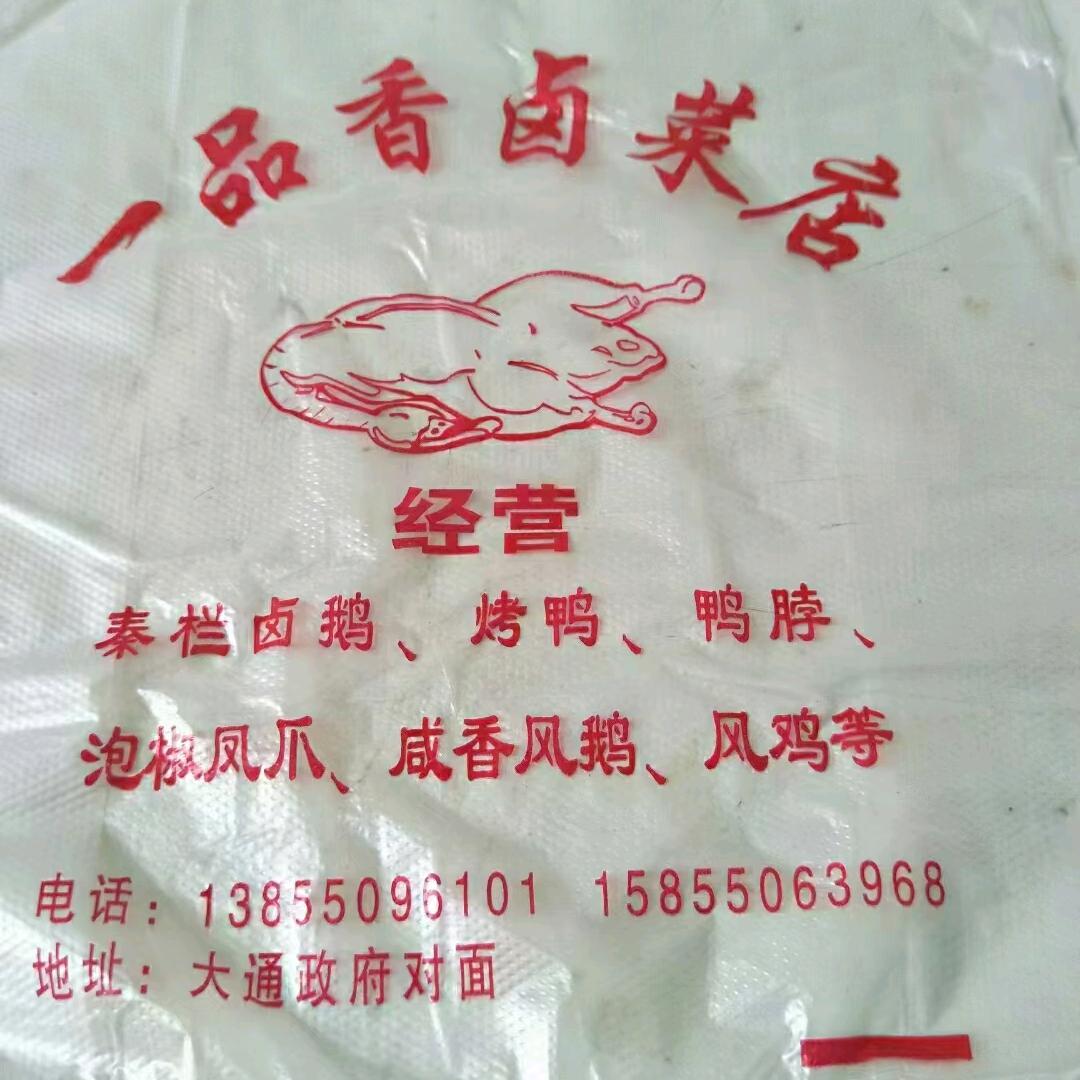 一品香卤菜店
经营
秦栏卤鹅、烤鸭、鸭脖、
泡椒凤爪、咸香风鹅、风鸡等
电话：13855096101 15855063968
地址：大通政府对面